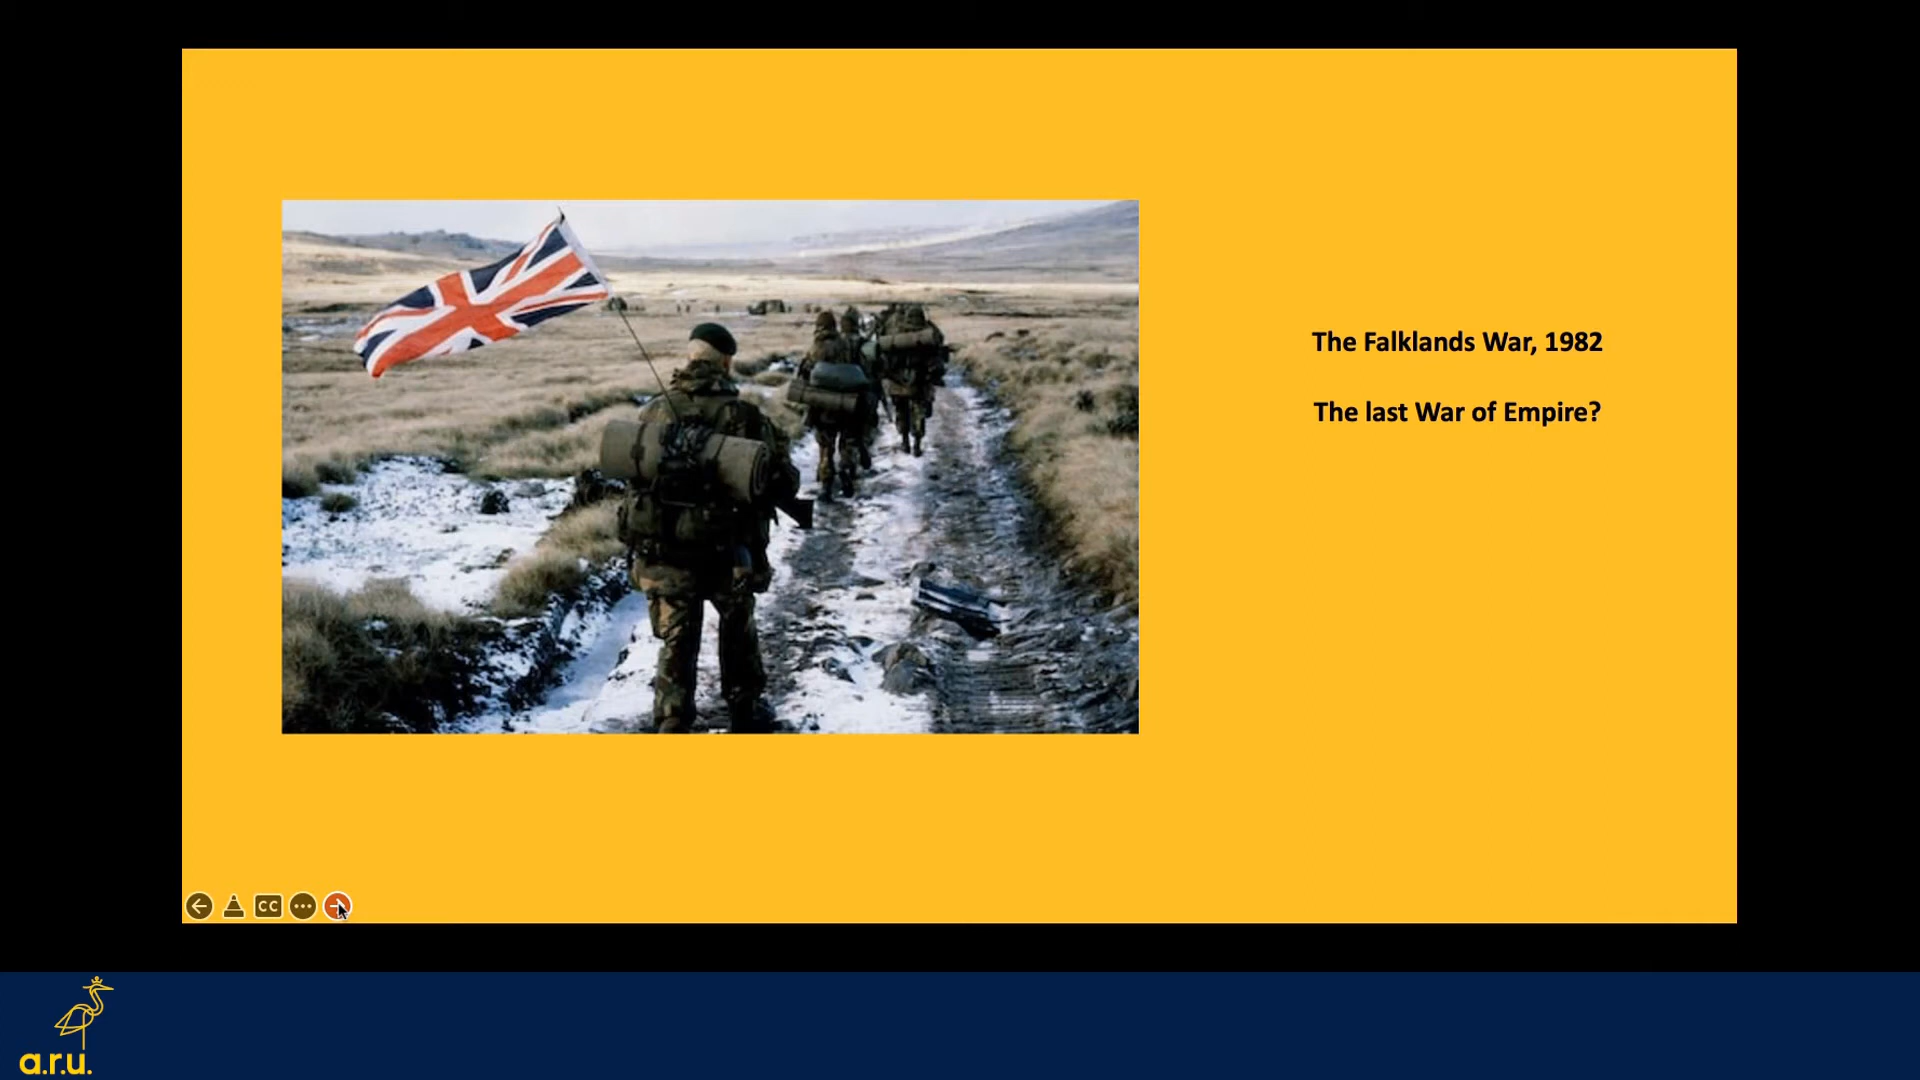 The Falklands War, 1982
The last War of Empire?
CC
a.r.u.